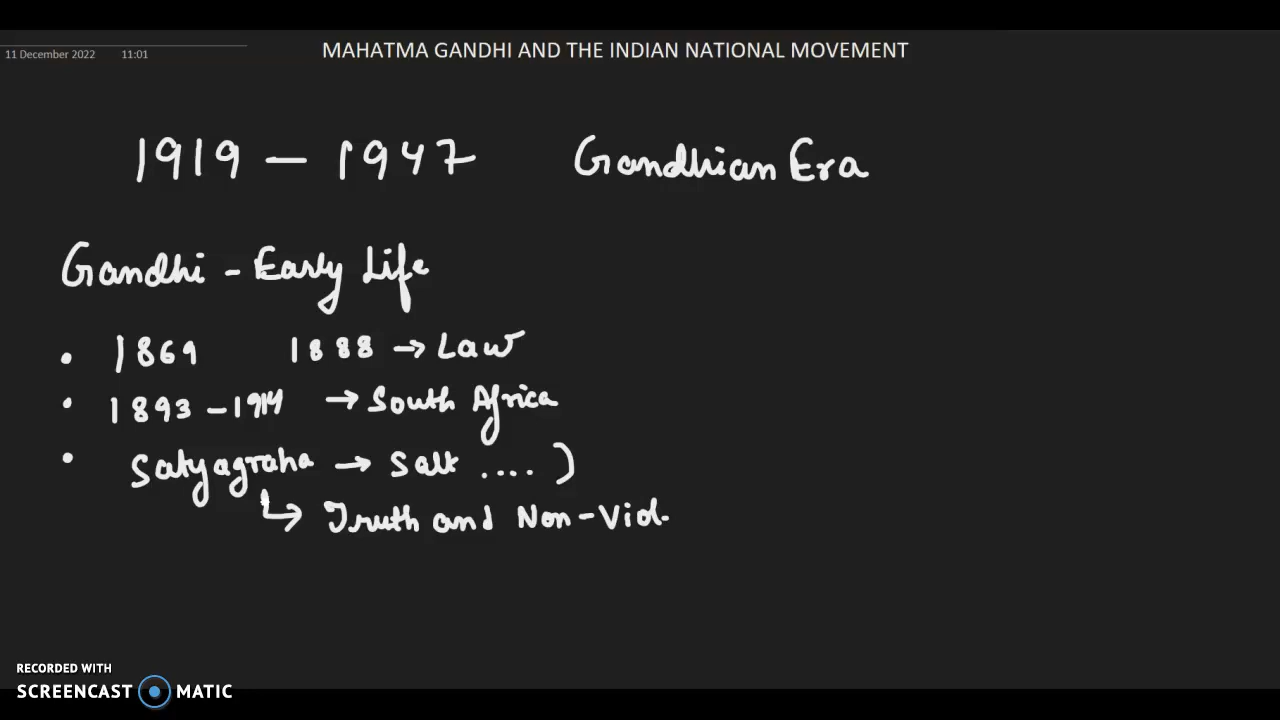 11 December 2022 11:01
MAHATMA GANDHI AND THE INDIAN NATIONAL MOVEMENT
1919 — 1947 Gandhian Era
Gandhi - Early Life
• 1869 1888 → Law
• 1893 - 1914 → South Africa
• Satyagraha → Salt ....)
↳ Truth and Non-Viol.
RECORDED WITH
SCREENCAST MATIC